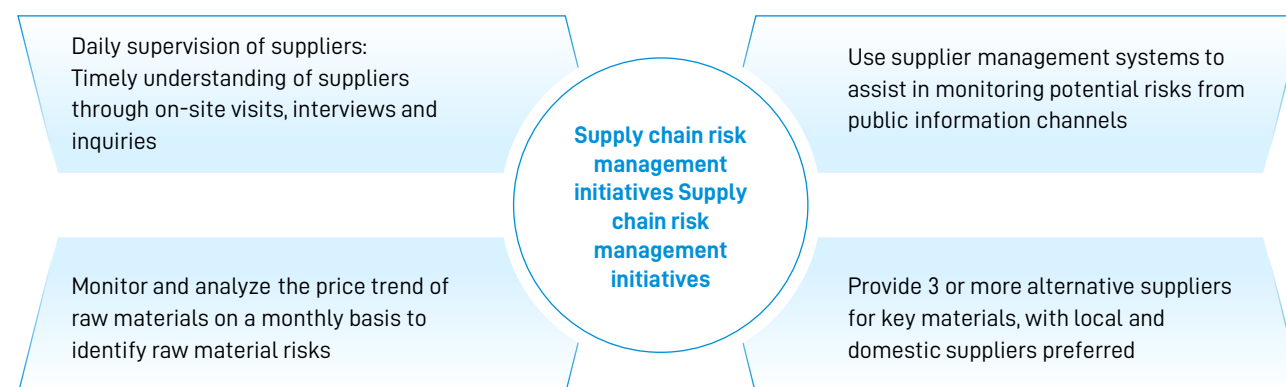 Daily supervision of suppliers:
Timely understanding of suppliers
through on-site visits, interviews and
inquiries
Use supplier management systems to
assist in monitoring potential risks from
public information channels
Supply chain risk
management
initiatives Supply
chain risk
management
initiatives
Monitor and analyze the price trend of
raw materials on a monthly basis to
identify raw material risks
Provide 3 or more alternative suppliers
for key materials, with local and
domestic suppliers preferred